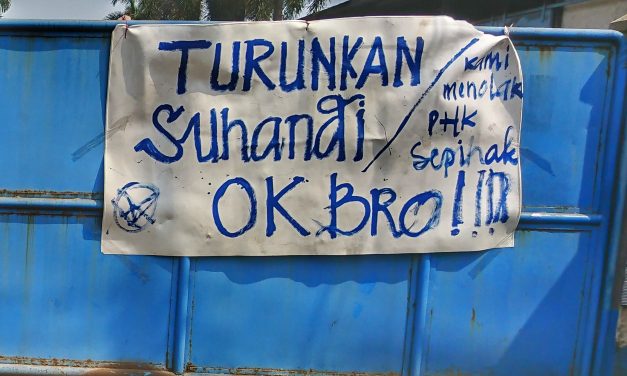 TURUNKAN
Suhandi
OK BRO!!!!
Kami
menolak
PHK
Sepihak